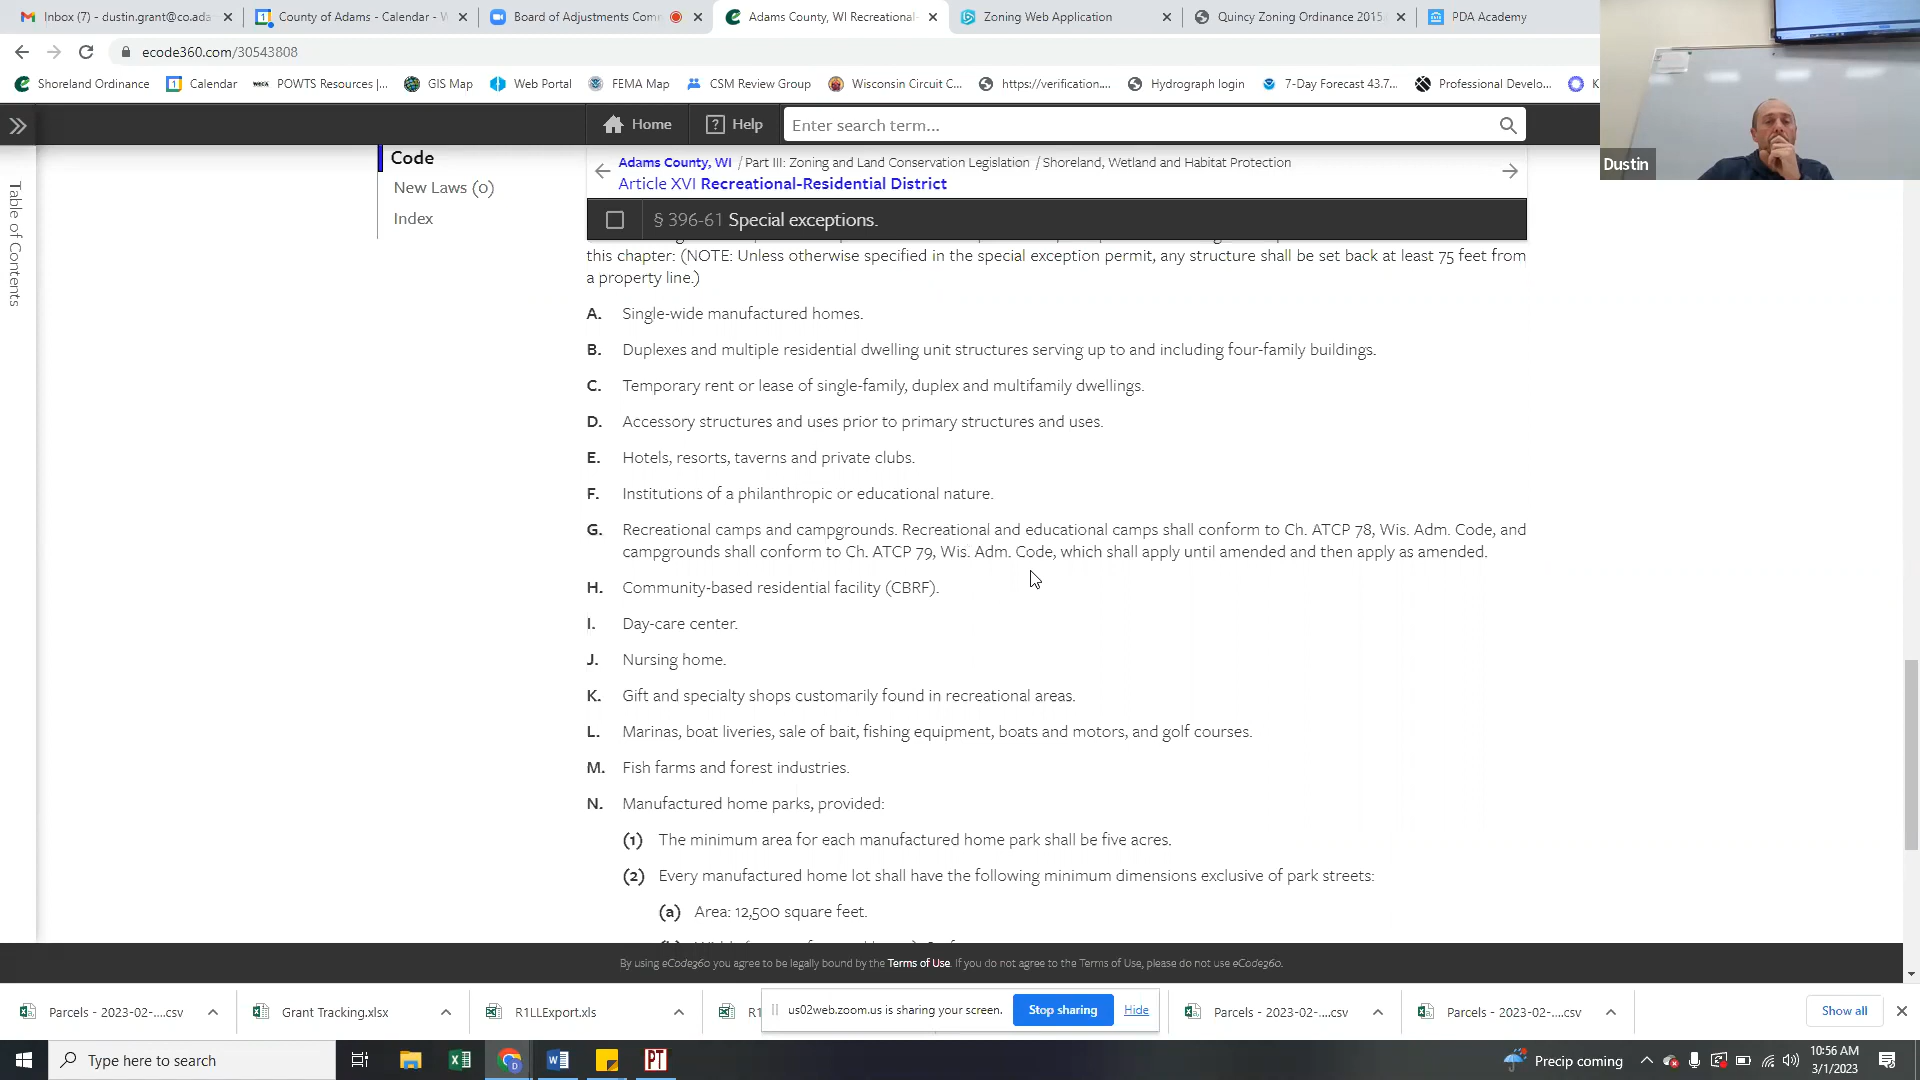 Inbox (7) - dustin.grant@co.ada
County of Adams - Calendar - W
Board of Adjustments Com
Adams County, WI Recreational-
Zoning Web Application
Quincy Zoning Ordinance 2015
PDA Academy
ecode360.com/30543808
Shoreland Ordinance
Calendar
POWTS Resources |...
GIS Map
Web Portal
FEMA Map
CSM Review Group
Wisconsin Circuit C...
https://verification....
Hydrograph login
7-Day Forecast 43.7...
Professional Develo...
K
Home
Help
Enter search term...
Dustin
Table of Contents
Code
New Laws (0)
Index
Adams County, WI / Part III: Zoning and Land Conservation Legislation / Shoreland, Wetland and Habitat Protection
Article XVI Recreational-Residential District
§ 396-61 Special exceptions.
this chapter: (NOTE: Unless otherwise specified in the special exception permit, any structure shall be set back at least 75 feet from
a property line.)
A. Single-wide manufactured homes.
B. Duplexes and multiple residential dwelling unit structures serving up to and including four-family buildings.
C. Temporary rent or lease of single-family, duplex and multifamily dwellings.
D. Accessory structures and uses prior to primary structures and uses.
E. Hotels, resorts, taverns and private clubs.
F. Institutions of a philanthropic or educational nature.
G. Recreational camps and campgrounds. Recreational and educational camps shall conform to Ch. ATCP 78, Wis. Adm. Code, and
campgrounds shall conform to Ch. ATCP 79, Wis. Adm. Code, which shall apply until amended and then apply as amended.
H. Community-based residential facility (CBRF).
I. Day-care center.
J. Nursing home.
K. Gift and specialty shops customarily found in recreational areas.
L. Marinas, boat liveries, sale of bait, fishing equipment, boats and motors, and golf courses.
M. Fish farms and forest industries.
N. Manufactured home parks, provided:
(1) The minimum area for each manufactured home park shall be five acres.
(2) Every manufactured home lot shall have the following minimum dimensions exclusive of park streets:
(a) Area: 12,500 square feet.
By using eCode360 you agree to be legally bound by the Terms of Use. If you do not agree to the Terms of Use, please do not use eCode360.
Parcels - 2023-02-....csv
Grant Tracking.xlsx
R1LLExport.xls
R1
us02web.zoom.us is sharing your screen.
Stop sharing
Hide
Parcels - 2023-02-....csv
Parcels - 2023-02-....csv
Show all
Type here to search
PT
Precip coming
10:56 AM
3/1/2023